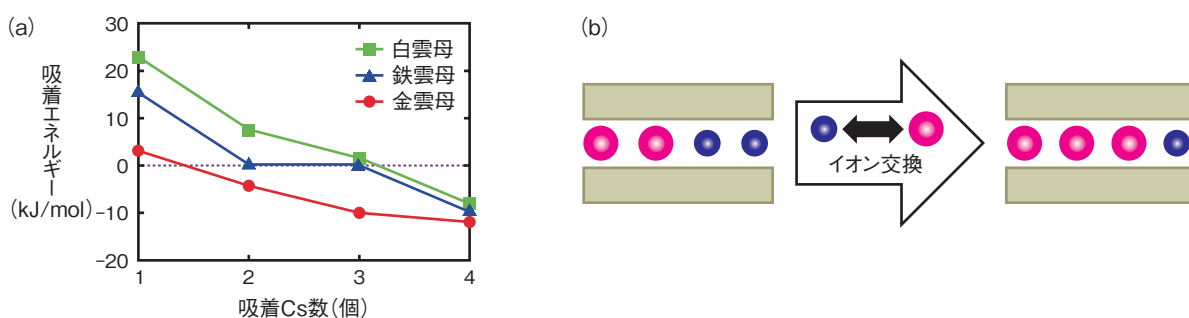 (a)
30
20
10
0
−10
−20
吸着エネルギー
(kJ/mol)
白雲母
鉄雲母
金雲母
1 2 3 4
吸着Cs数(個)
(b)
イオン交換